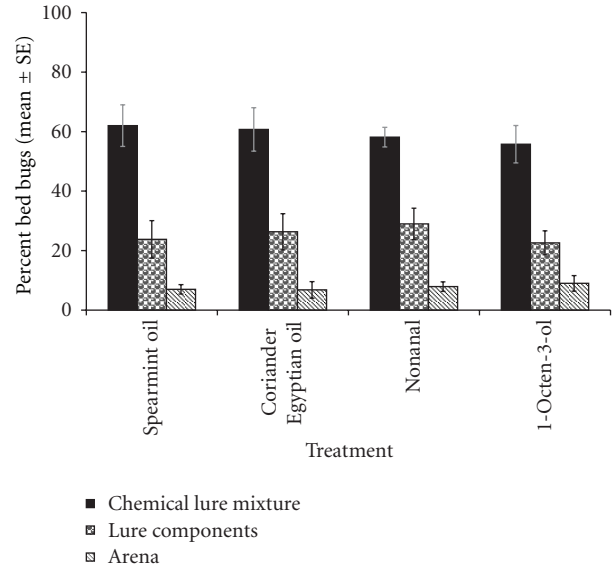 Percent bed bugs (mean ± SE)
100
80
60
40
20
0
Spearmint oil
Coriander
Egyptian oil
Nonanal
1-Octen-3-ol
Treatment
Chemical lure mixture
Lure components
Arena